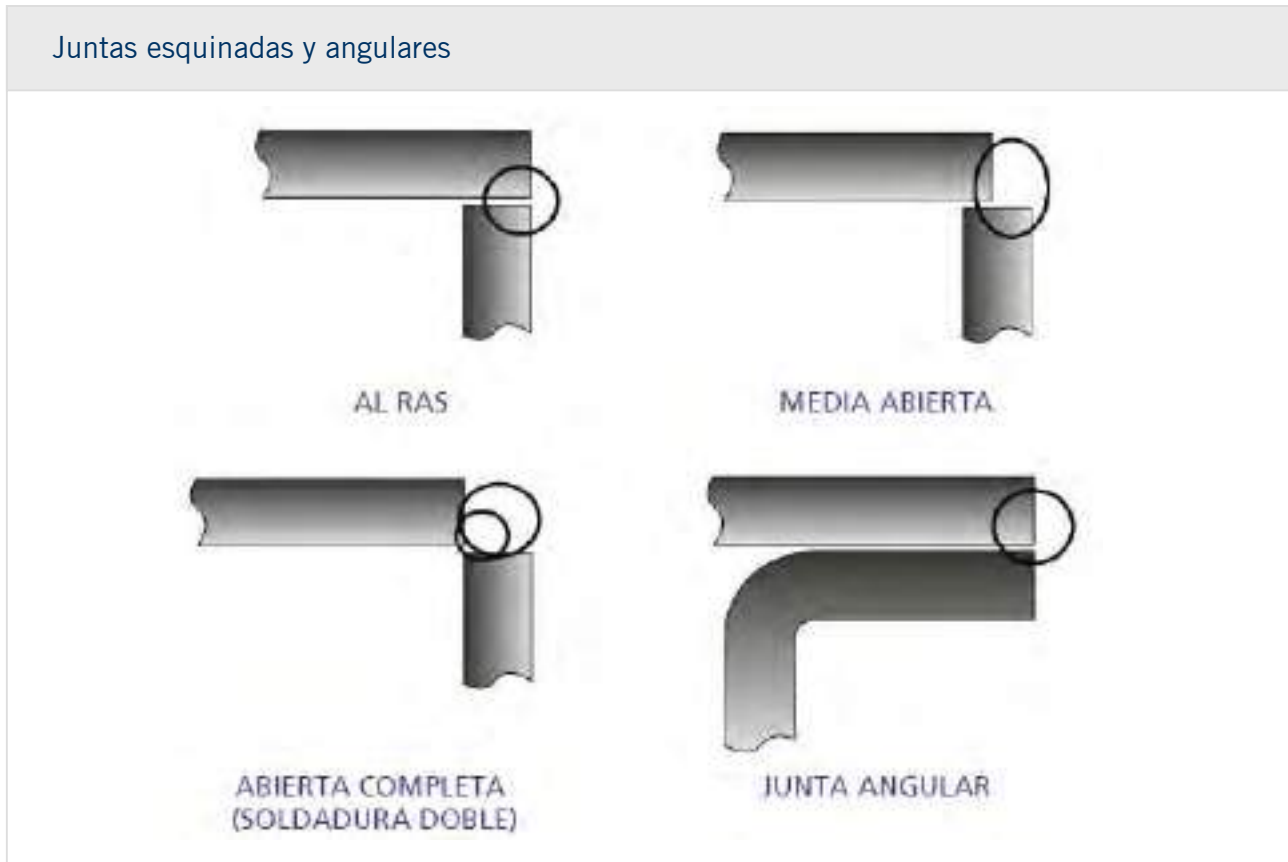 Juntas esquinadas y angulares
AL RAS
MEDIA ABIERTA
ABIERTA COMPLETA
(SOLDADURA DOBLE)
JUNTA ANGULAR